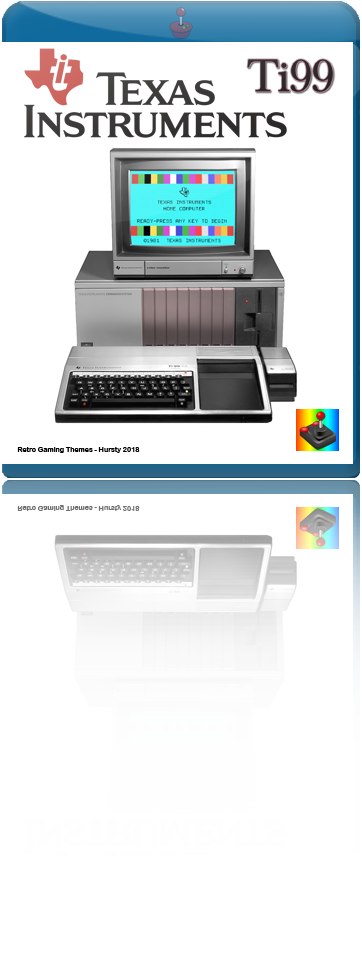 Ti99
TEXAS
INSTRUMENTS
TEXAS INSTRUMENTS
HOME COMPUTER
READY-PRESS ANY KEY TO BEGIN
©1981 TEXAS INSTRUMENTS
Retro Gaming Themes - Hursty 2018
Retro Gaming Themes - Hursty 2018